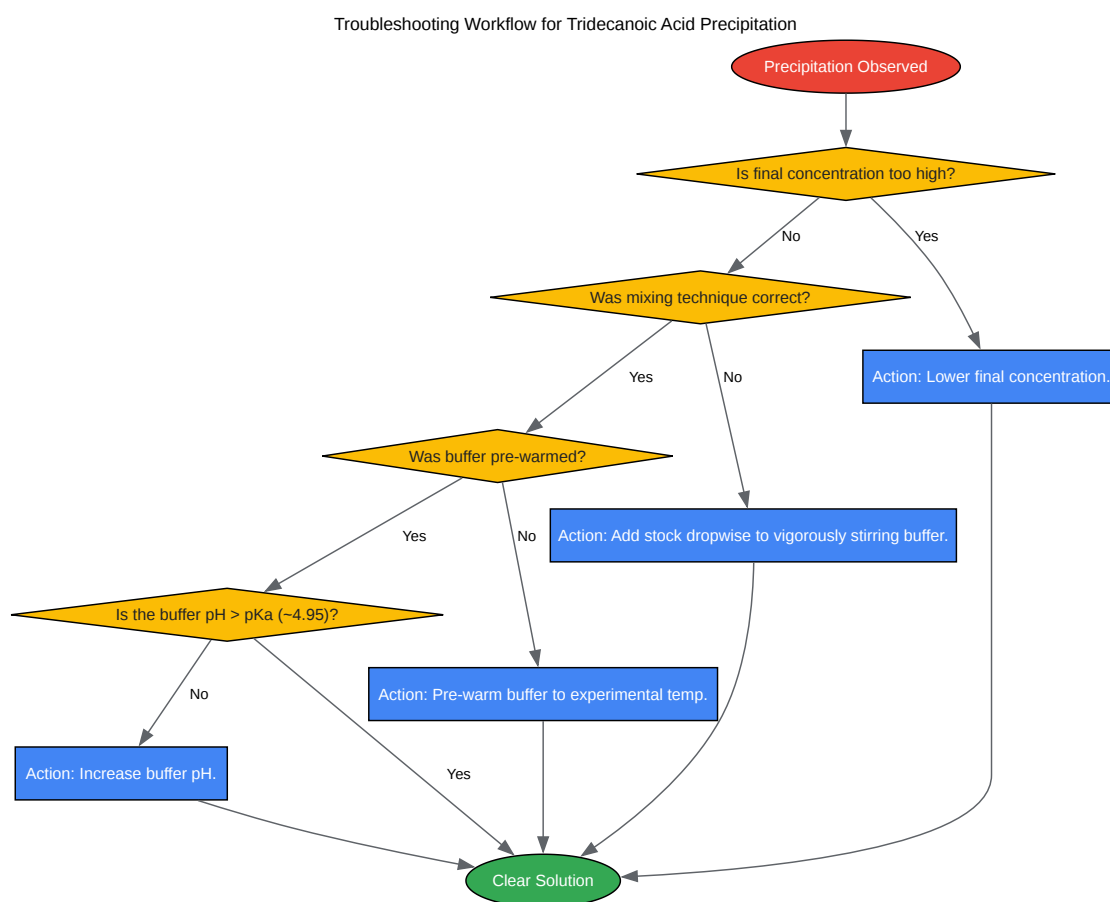 Troubleshooting Workflow for Tridecanoic Acid Precipitation
Precipitation Observed
Is final concentration too high?
No
Yes
Was mixing technique correct?
Yes
No
Action: Lower final concentration.
Was buffer pre-warmed?
Yes
No
Action: Add stock dropwise to vigorously stirring buffer.
Is the buffer pH > pKa (~4.95)?
No
Action: Pre-warm buffer to experimental temp.
Yes
Action: Increase buffer pH.
Clear Solution